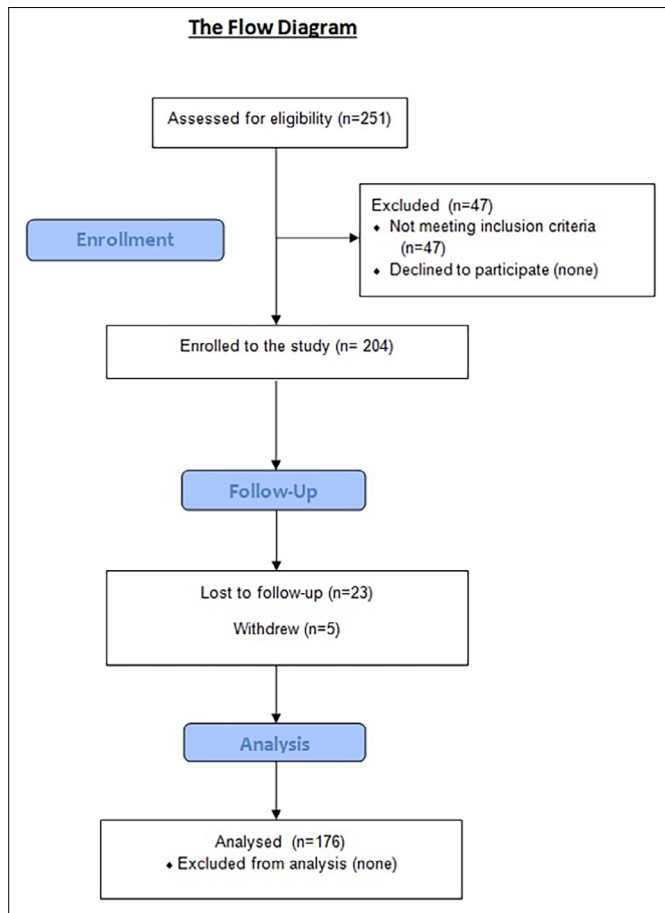 The Flow Diagram
Assessed for eligibility (n=251)
Excluded (n=47)
⬧ Not meeting inclusion criteria
(n=47)
⬧ Declined to participate (none)
Enrollment
Enrolled to the study (n= 204)
Follow-Up
Lost to follow-up (n=23)
Withdrew (n=5)
Analysis
Analysed (n=176)
⬧ Excluded from analysis (none)